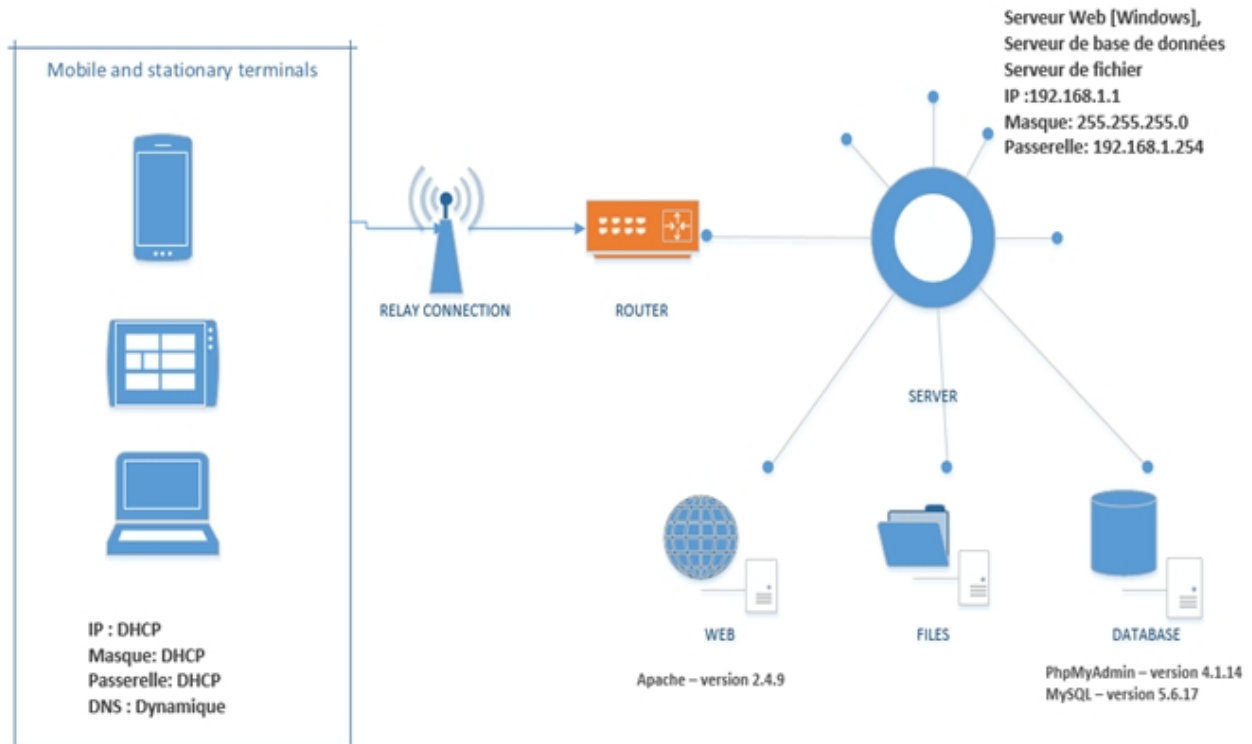 Serveur Web [Windows],
Serveur de base de données
Serveur de fichier
IP :192.168.1.1
Masque: 255.255.255.0
Passerelle: 192.168.1.254
Mobile and stationary terminals
RELAY CONNECTION
ROUTER
SERVER
IP : DHCP
Masque: DHCP
Passerelle: DHCP
DNS : Dynamique
WEB
Apache – version 2.4.9
FILES
DATABASE
PhpMyAdmin – version 4.1.14
MySQL – version 5.6.17